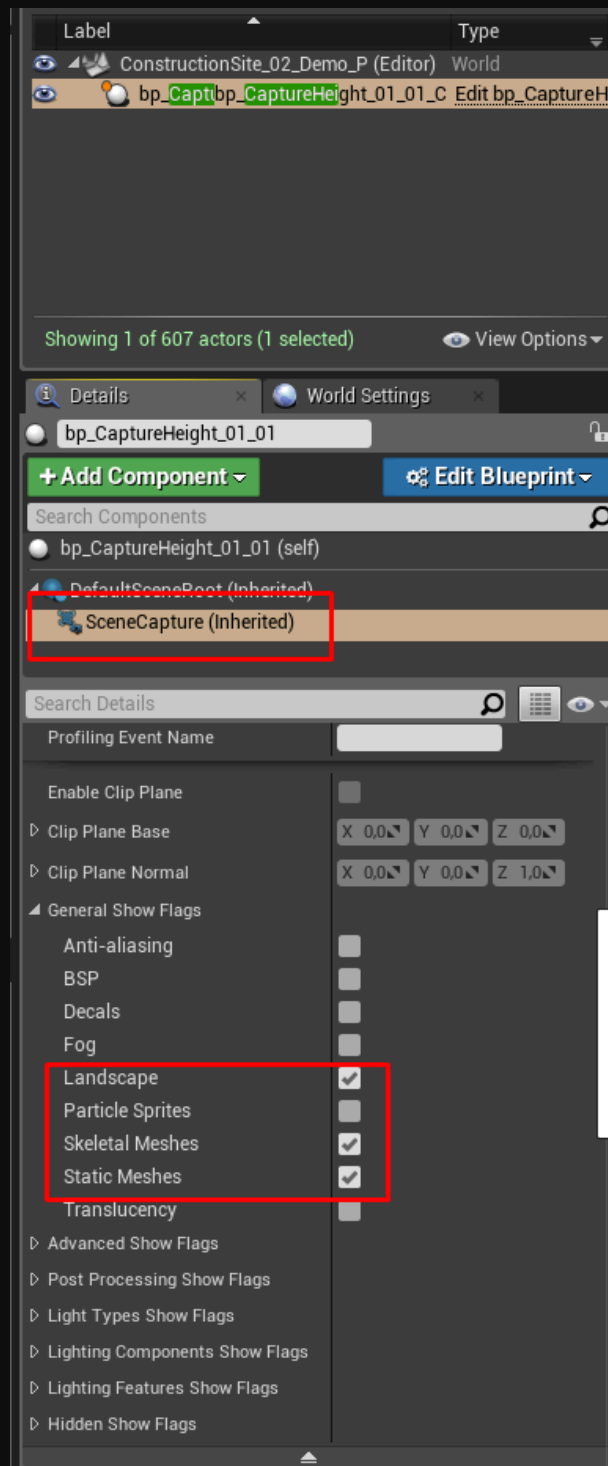 Label Type
ConstructionSite_02_Demo_P (Editor) World
bp_Captubp_CaptureHeight_01_01_C Edit bp_CaptureH
Showing 1 of 607 actors (1 selected) View Options
Details × World Settings ×
bp_CaptureHeight_01_01
+ Add Component Edit Blueprint
Search Components
bp_CaptureHeight_01_01 (self)
DefaultSceneRoot (Inherited)
SceneCapture (Inherited)
Search Details
Profiling Event Name
Enable Clip Plane
Clip Plane Base X 0,0 Y 0,0 Z 0,0
Clip Plane Normal X 0,0 Y 0,0 Z 1,0
General Show Flags
Anti-aliasing
BSP
Decals
Fog
Landscape
Particle Sprites
Skeletal Meshes
Static Meshes
Translucency
Advanced Show Flags
Post Processing Show Flags
Light Types Show Flags
Lighting Components Show Flags
Lighting Features Show Flags
Hidden Show Flags